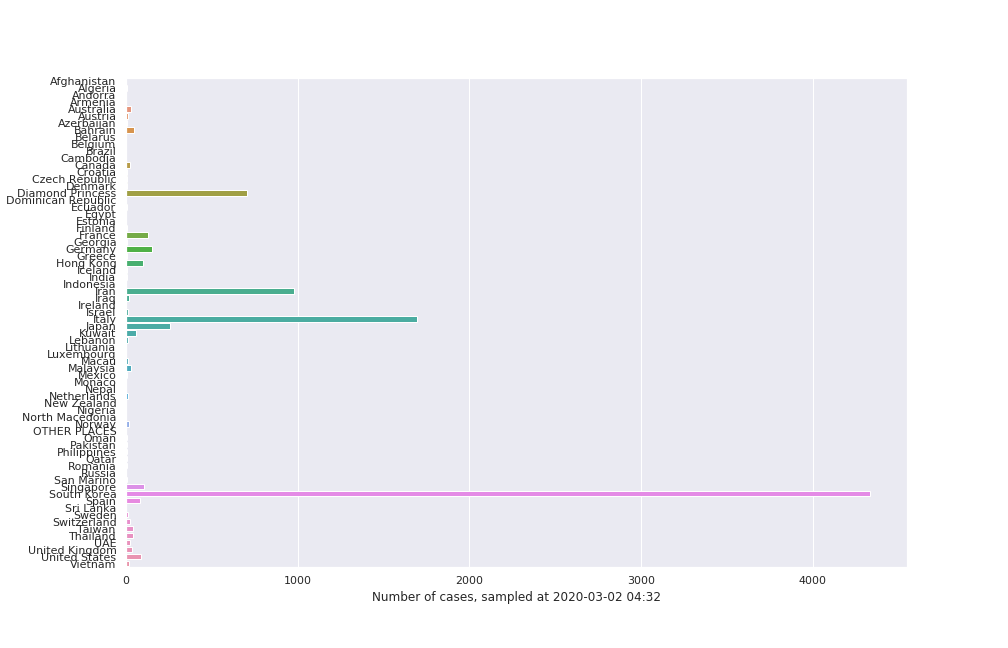 Afghanistan
Algeria
Andorra
Armenia
Australia
Austria
Azerbaijan
Bahrain
Belarus
Belgium
Brazil
Cambodia
Canada
Croatia
Czech Republic
Denmark
Diamond Princess
Dominican Republic
Ecuador
Egypt
Estonia
Finland
France
Georgia
Germany
Greece
Hong Kong
Iceland
India
Indonesia
Iran
Iraq
Ireland
Israel
Italy
Japan
Kuwait
Lebanon
Lithuania
Luxembourg
Macau
Malaysia
Mexico
Monaco
Nepal
Netherlands
New Zealand
Nigeria
North Macedonia
Norway
OTHER PLACES
Oman
Pakistan
Philippines
Qatar
Romania
Russia
San Marino
Singapore
South Korea
Spain
Sri Lanka
Sweden
Switzerland
Taiwan
Thailand
UAE
United Kingdom
United States
Vietnam
0 1000 2000 3000 4000
Number of cases, sampled at 2020-03-02 04:32